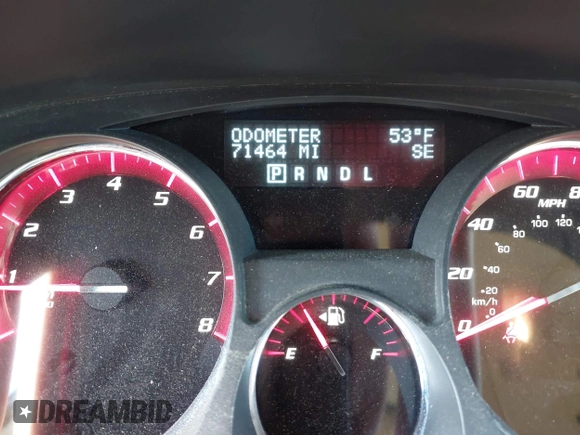 ODOMETER 53°F
71464 MI SE
P R N D L
1 2 3 4 5 6 7 8
E F
0 20 40 60 8
MPH
0 20 40 60 80 100 120
km/h
DREAMBID